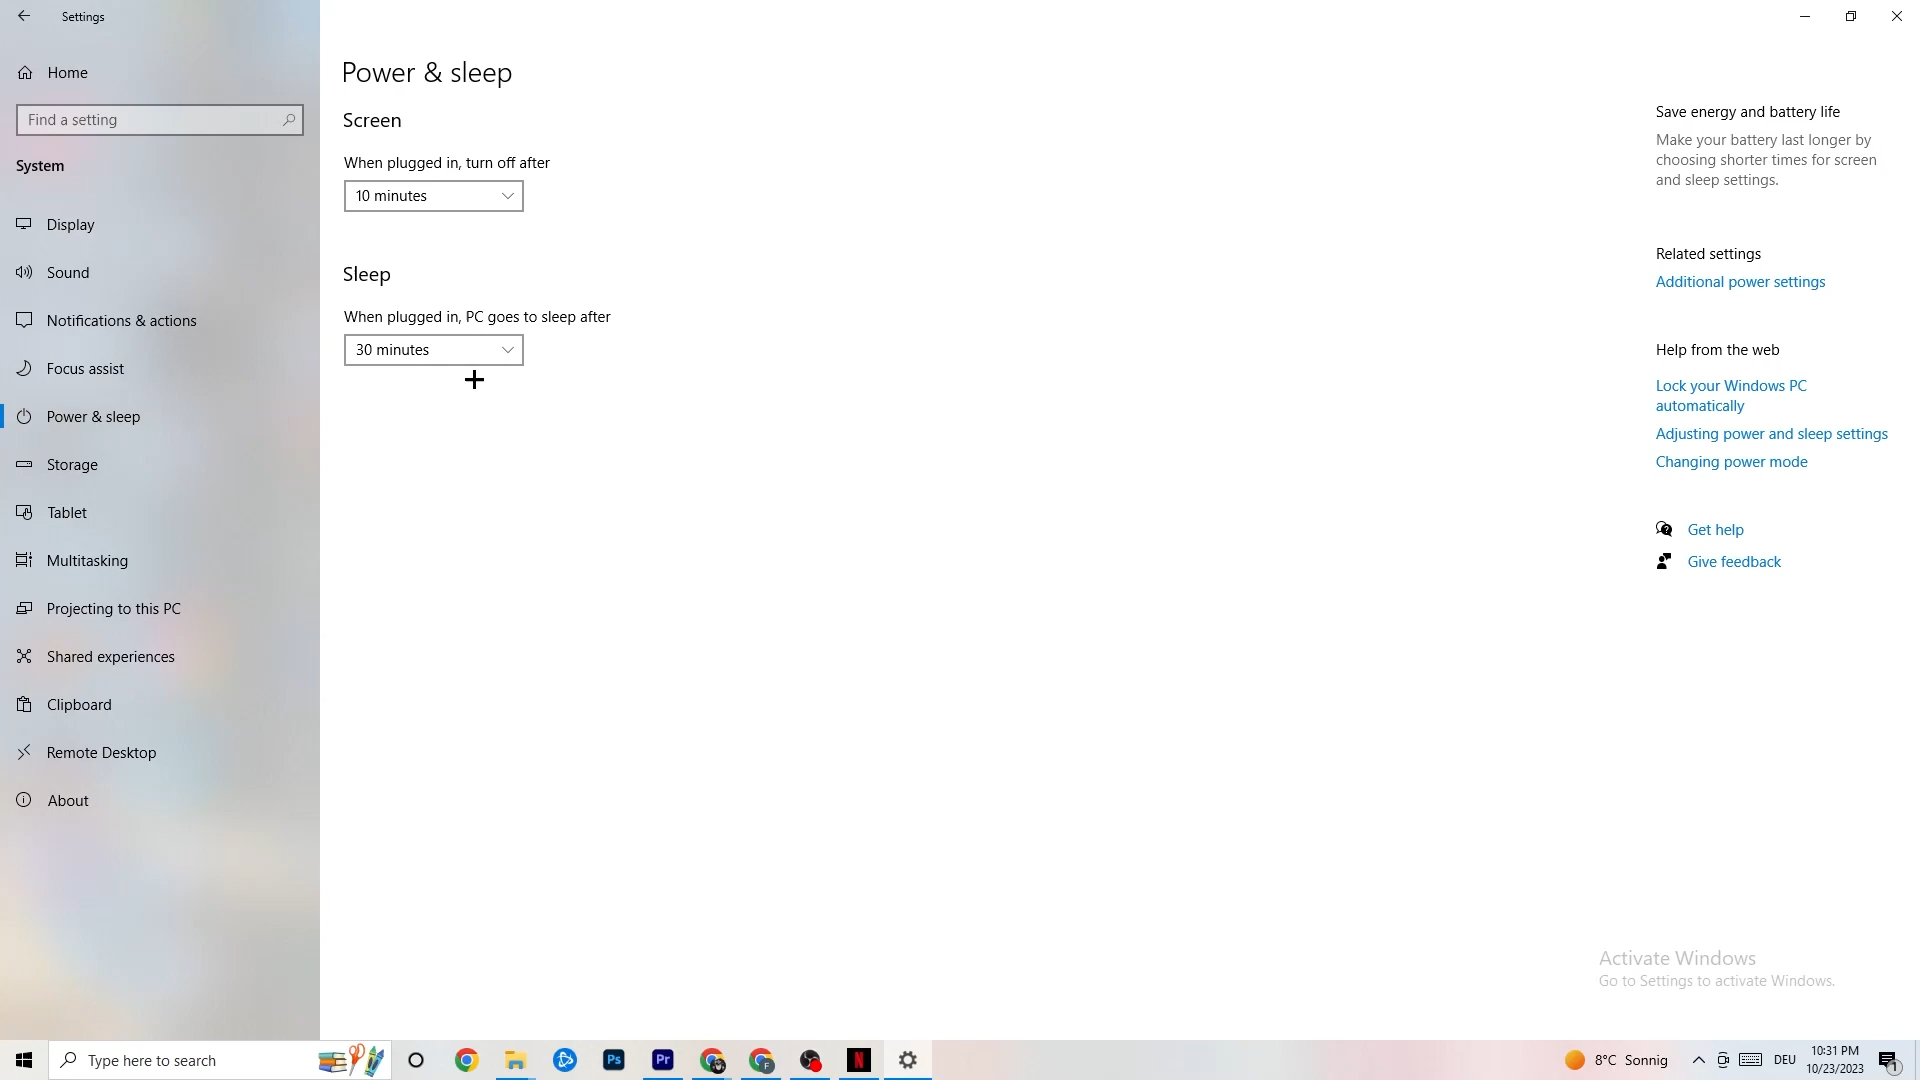 Settings
Home
Find a setting
System
Display
Sound
Notifications & actions
Focus assist
Power & sleep
Storage
Tablet
Multitasking
Projecting to this PC
Shared experiences
Clipboard
Remote Desktop
About
Power & sleep
Screen
When plugged in, turn off after
10 minutes
Sleep
When plugged in, PC goes to sleep after
30 minutes
Save energy and battery life
Make your battery last longer by
choosing shorter times for screen
and sleep settings.
Related settings
Additional power settings
Help from the web
Lock your Windows PC
automatically
Adjusting power and sleep settings
Changing power mode
Get help
Give feedback
Activate Windows
Go to Settings to activate Windows.
Type here to search
Ps
Pr
F
N
8°C Sonnig
DEU
10:31 PM
10/23/2023
1